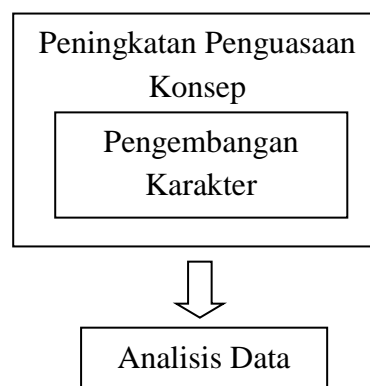 Peningkatan Penguasaan
Konsep
Pengembangan
Karakter
Analisis Data